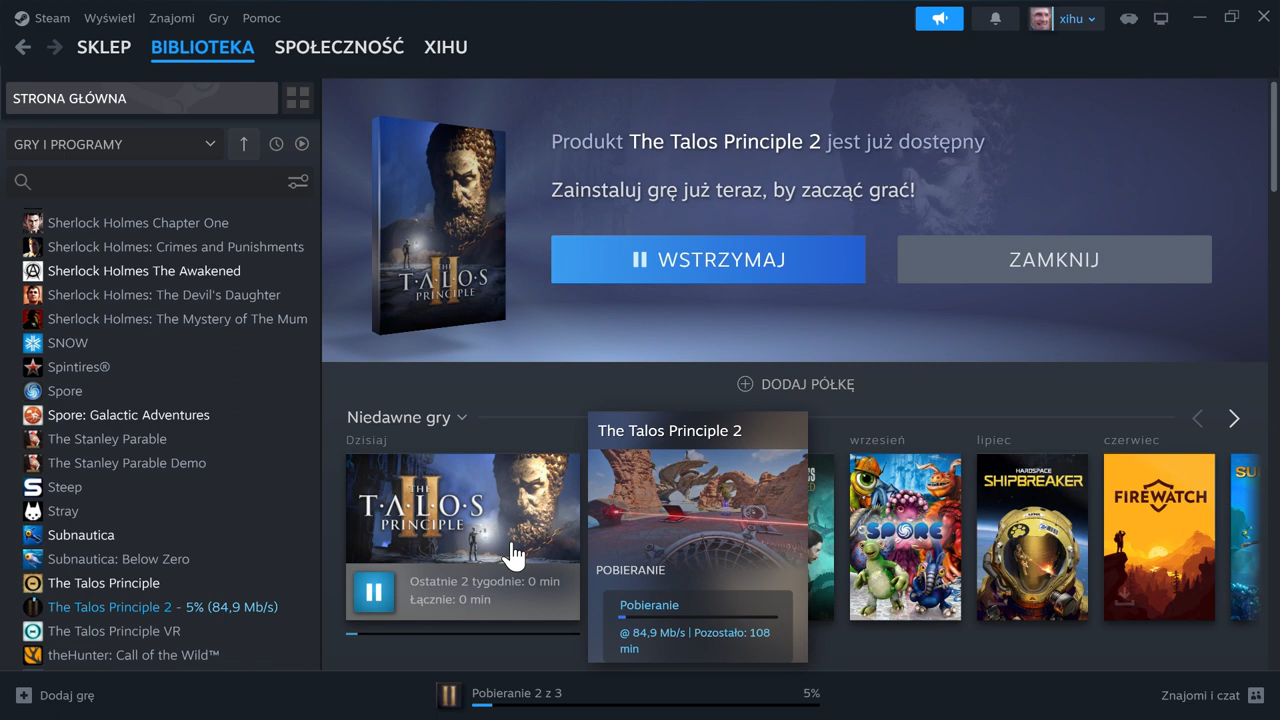 Steam Wyświetl Znajomi Gry Pomoc
xihu
SKLEP BIBLIOTEKA SPOŁECZNOŚĆ XIHU
STRONA GŁÓWNA
GRY I PROGRAMY
Sherlock Holmes Chapter One
Sherlock Holmes: Crimes and Punishments
Sherlock Holmes The Awakened
Sherlock Holmes: The Devil's Daughter
Sherlock Holmes: The Mystery of The Mum
SNOW
Spintires®
Spore
Spore: Galactic Adventures
The Stanley Parable
The Stanley Parable Demo
Steep
Stray
Subnautica
Subnautica: Below Zero
The Talos Principle
The Talos Principle 2 - 5% (84,9 Mb/s)
The Talos Principle VR
theHunter: Call of the Wild™
Dodaj grę
THE
TALOS
II
PRINCIPLE
Produkt The Talos Principle 2 jest już dostępny
Zainstaluj grę już teraz, by zacząć grać!
WSTRZYMAJ
ZAMKNIJ
DODAJ PÓŁKĘ
Niedawne gry
Dzisiaj
THE
TALOS
II
PRINCIPLE
Ostatnie 2 tygodnie: 0 min
Łącznie: 0 min
The Talos Principle 2
POBIERANIE
Pobieranie
@ 84,9 Mb/s | Pozostało: 108
min
wrzesień
SPORE
lipiec
HARDSPACE
SHIPBREAKER
czerwiec
FIREWATCH
SU
Pobieranie 2 z 3
5%
Znajomi i czat